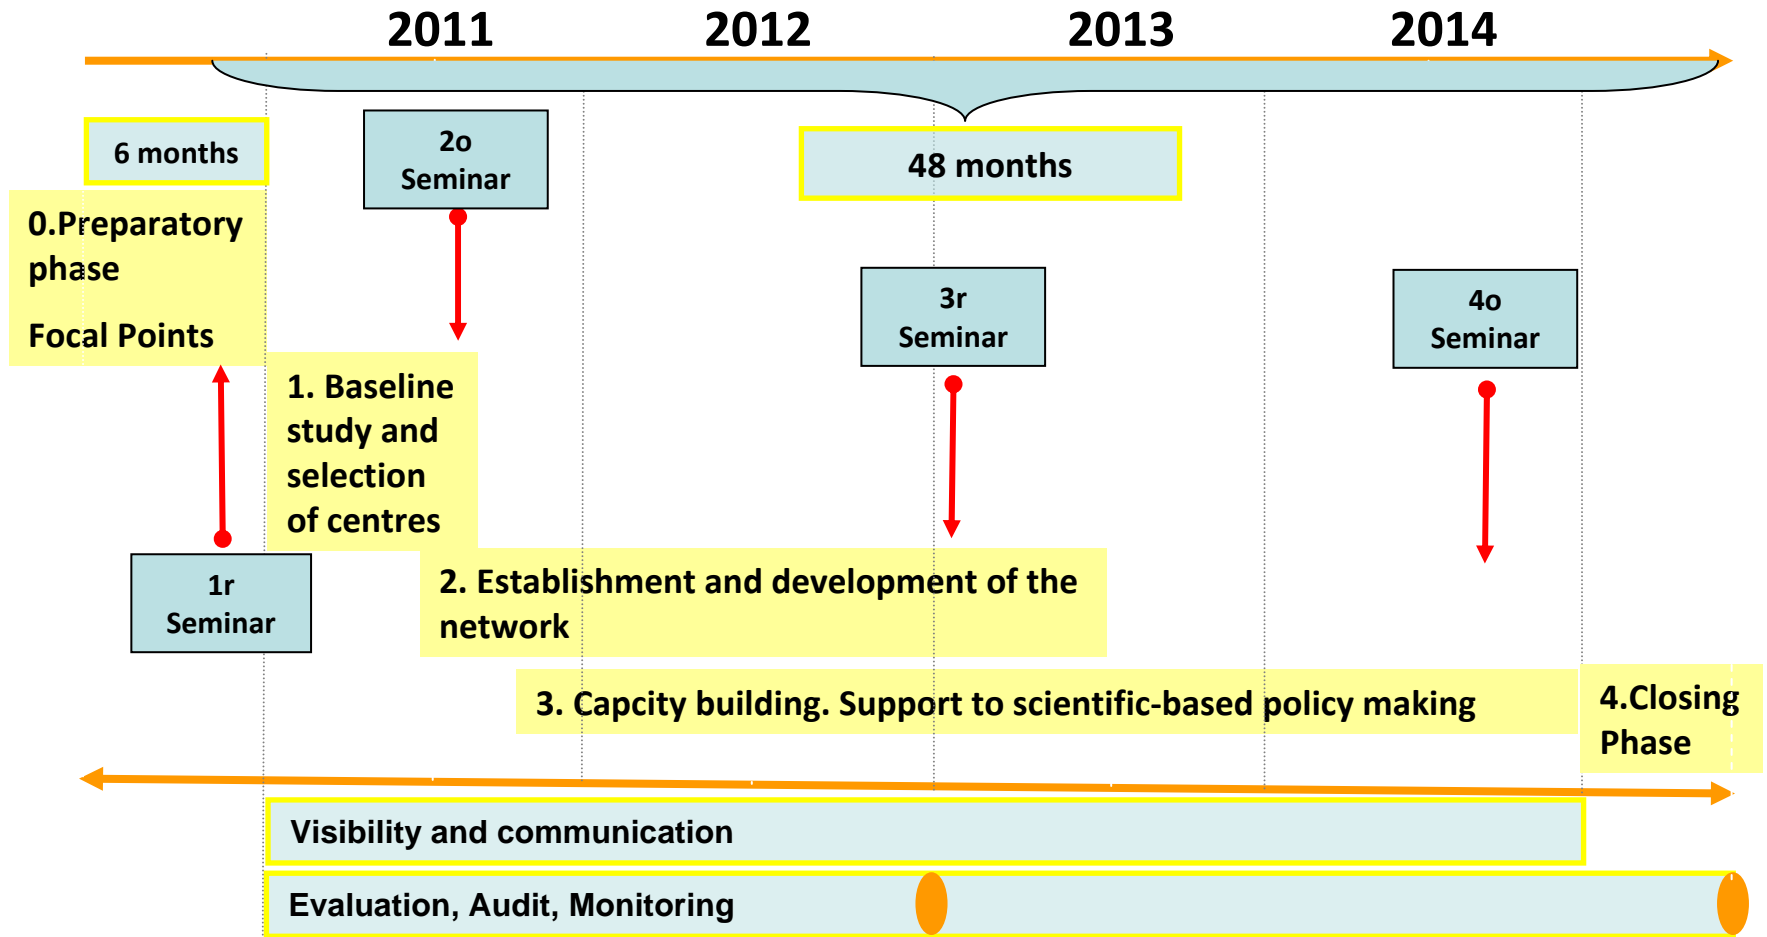 2011
2012
2013
2014
6 months
2o
Seminar
48 months
0.Preparatory
phase
Focal Points
3r
Seminar
4o
Seminar
1. Baseline
study and
selection
of centres
1r
Seminar
2. Establishment and development of the
network
3. Capcity building. Support to scientific-based policy making
4.Closing
Phase
Visibility and communication
Evaluation, Audit, Monitoring